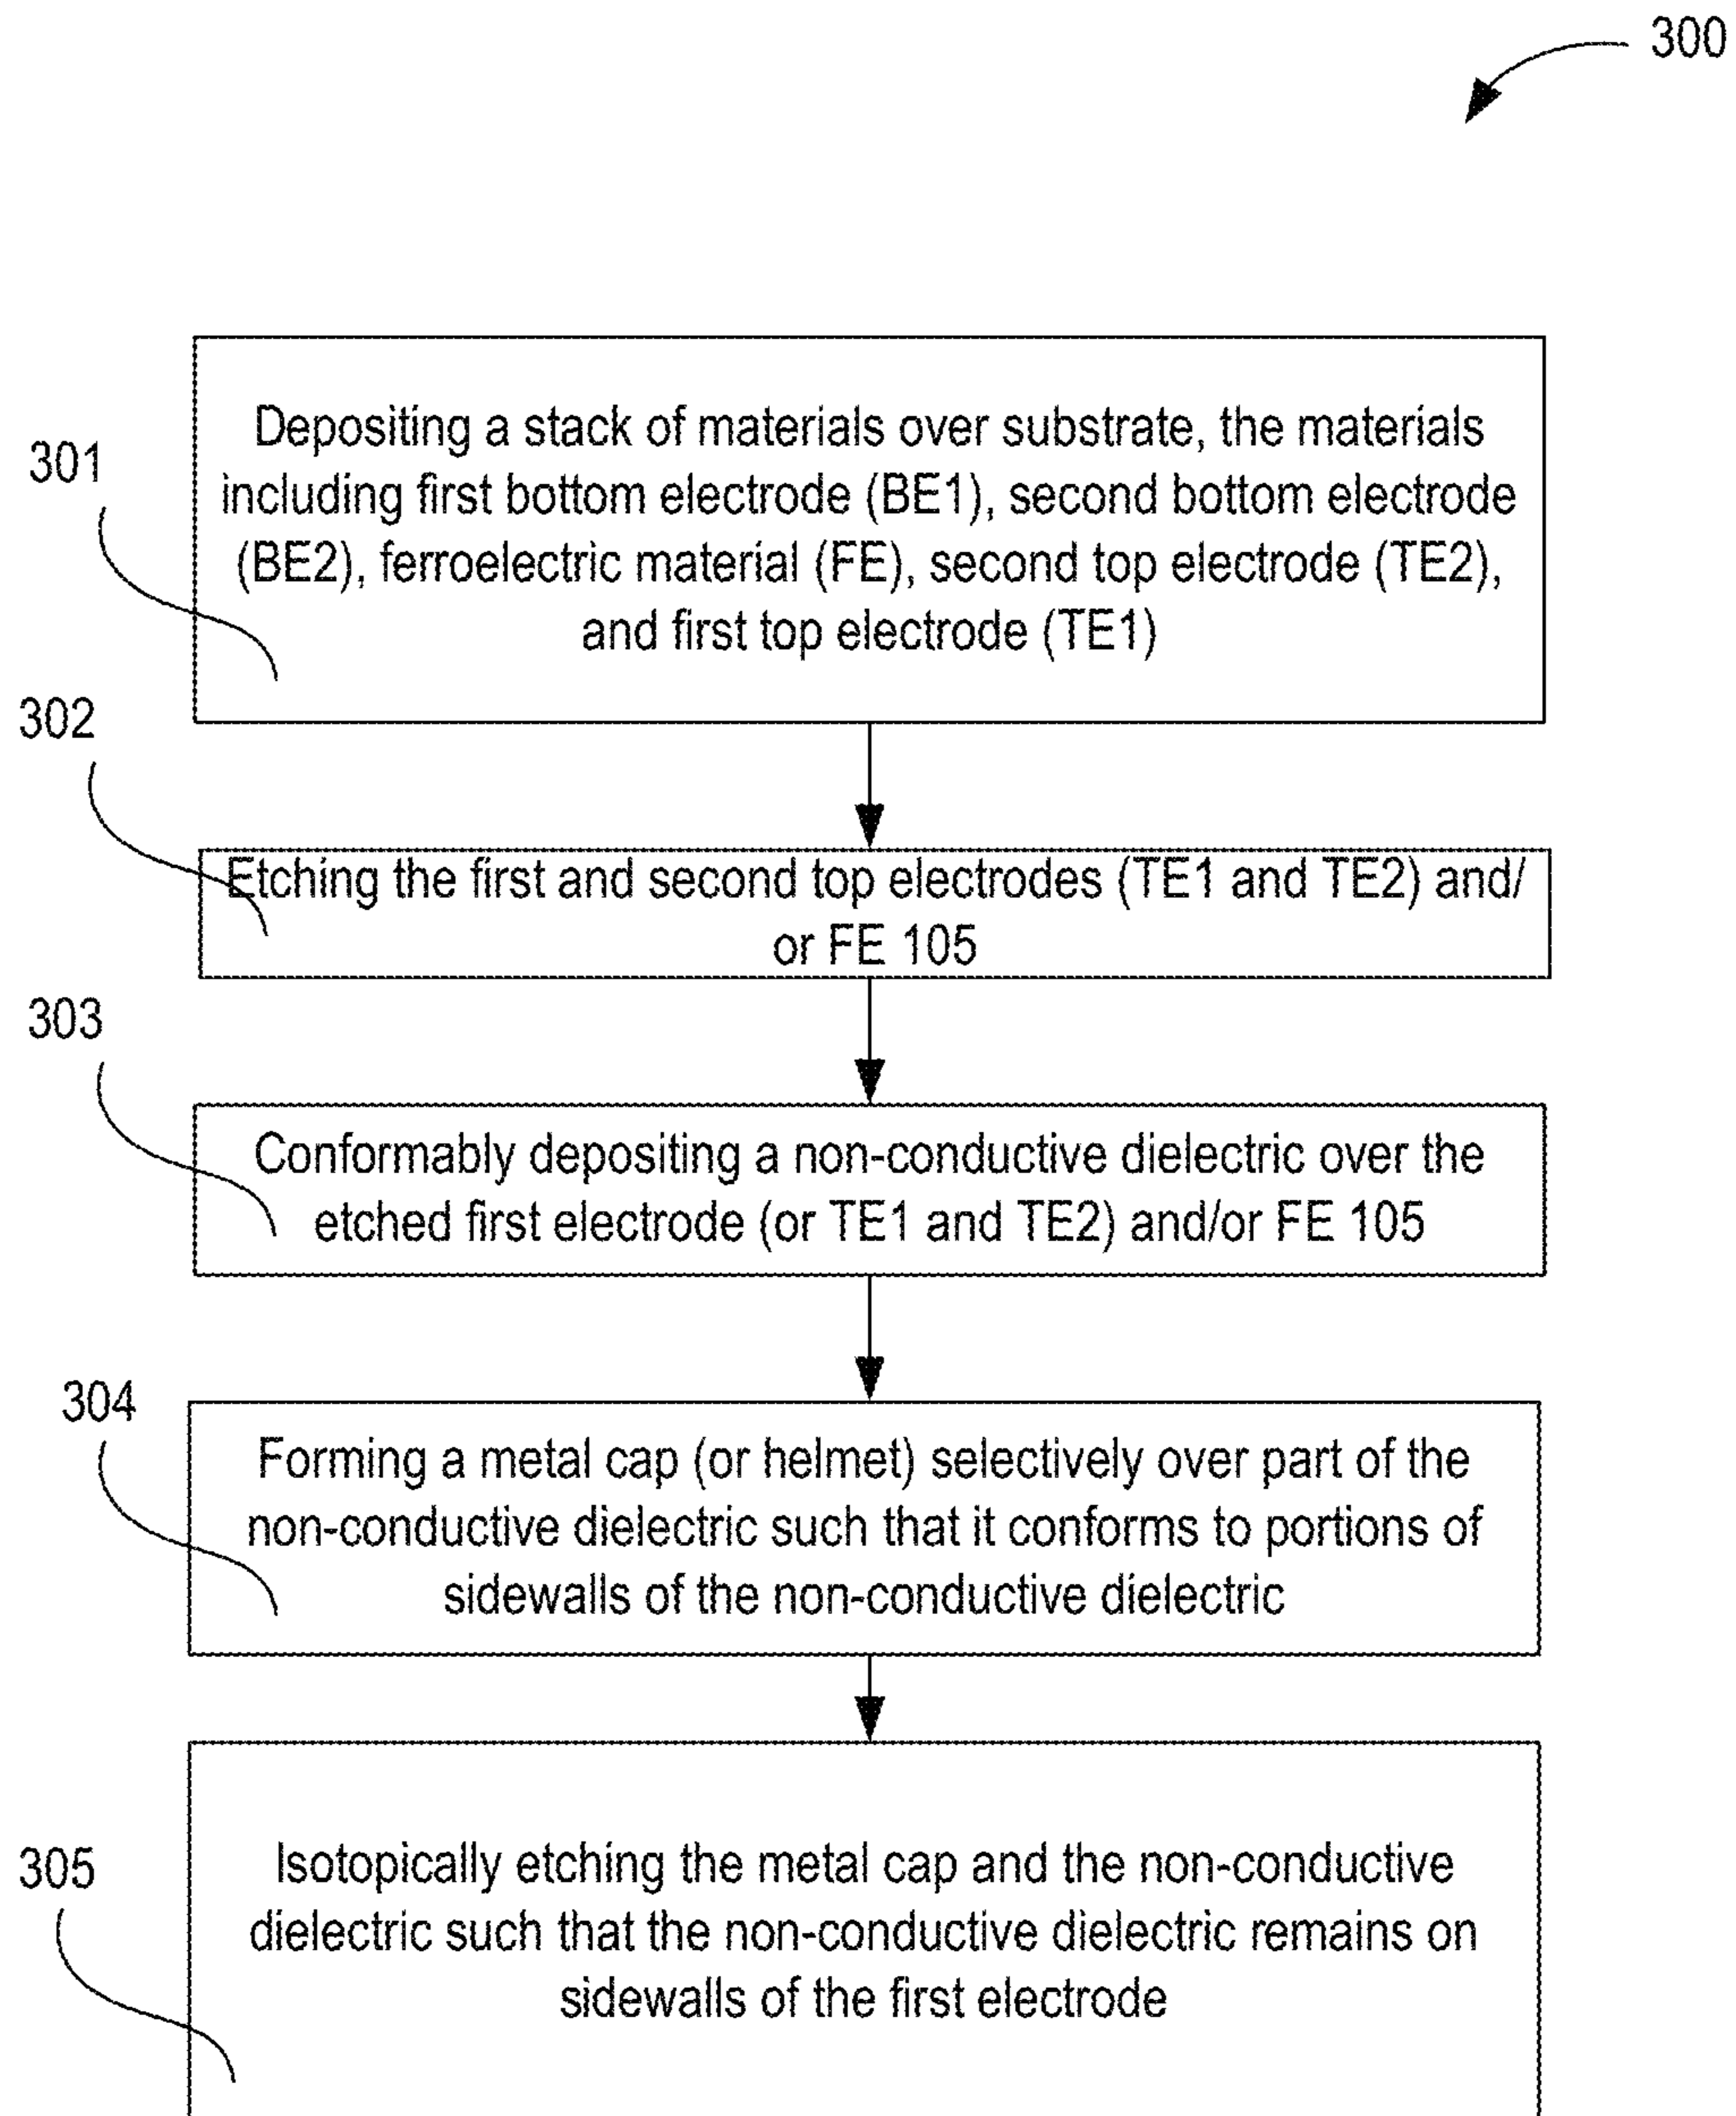 300
301
Depositing a stack of materials over substrate, the materials
including first bottom electrode (BE1), second bottom electrode
(BE2), ferroelectric material (FE), second top electrode (TE2),
and first top electrode (TE1)
302
Etching the first and second top electrodes (TE1 and TE2) and/
or FE 105
303
Conformably depositing a non-conductive dielectric over the
etched first electrode (or TE1 and TE2) and/or FE 105
304
Forming a metal cap (or helmet) selectively over part of the
non-conductive dielectric such that it conforms to portions of
sidewalls of the non-conductive dielectric
305
Isotopically etching the metal cap and the non-conductive
dielectric such that the non-conductive dielectric remains on
sidewalls of the first electrode